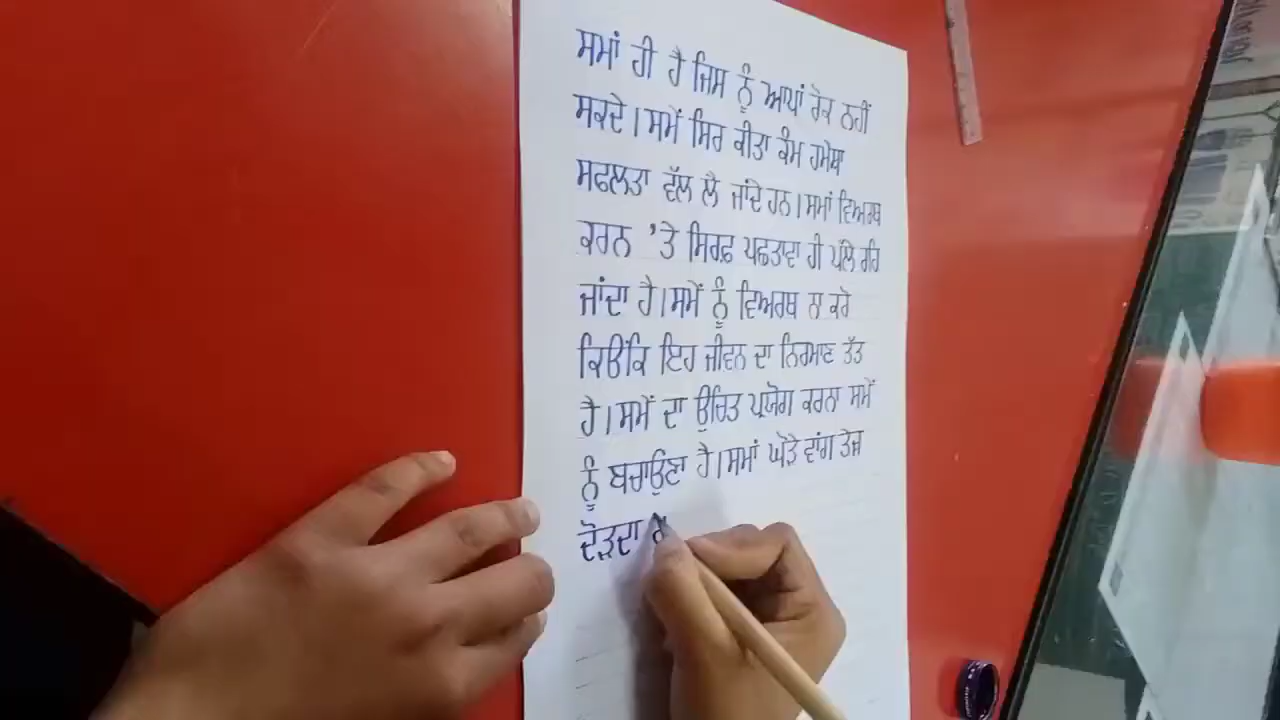 ਸਮਾਂ ਹੀ ਹੈ ਜਿਸ ਨੂੰ ਆਪਾਂ ਰੋਕ ਨਹੀਂ
ਸਕਦੇ। ਸਮੇਂ ਸਿਰ ਕੀਤਾ ਕੰਮ ਹਮੇਸ਼ਾ
ਸਫਲਤਾ ਵੱਲ ਲੈ ਜਾਂਦੇ ਹਨ। ਸਮਾਂ ਵਿਅਰਥ
ਕਰਨ 'ਤੇ ਸਿਰਫ਼ ਪਛਤਾਵਾ ਹੀ ਪੱਲੇ ਰਹਿ
ਜਾਂਦਾ ਹੈ। ਸਮੇਂ ਨੂੰ ਵਿਅਰਥ ਨਾ ਕਰੋ
ਕਿਓਂਕਿ ਇਹ ਜੀਵਨ ਦਾ ਨਿਰਮਾਣ ਤੱਤ
ਹੈ। ਸਮੇਂ ਦਾ ਉਚਿਤ ਪ੍ਰਯੋਗ ਕਰਨਾ ਸਮੇਂ
ਨੂੰ ਬਚਾਉਣਾ ਹੈ। ਸਮਾਂ ਘੋੜੇ ਵਾਂਗ ਤੇਜ਼
ਦੋੜਦਾ